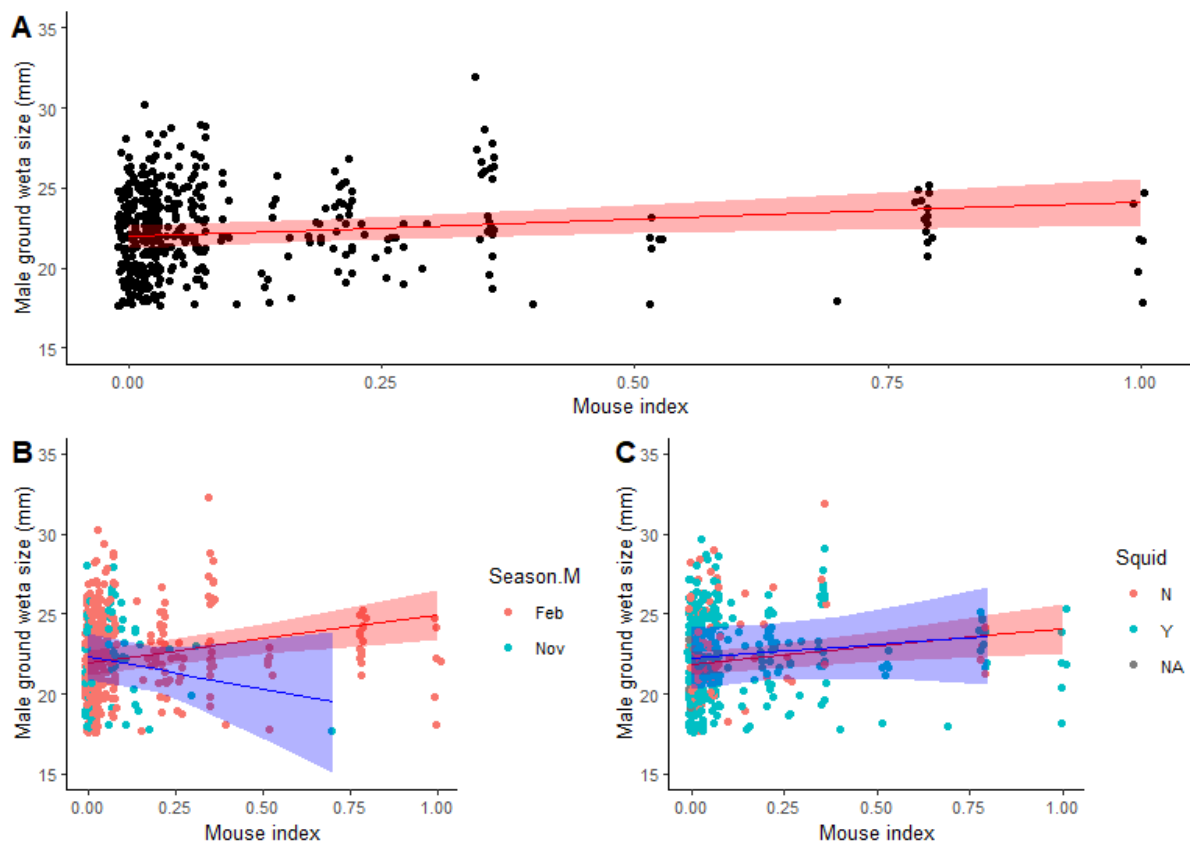 A
Male ground weta size (mm)
35
30
25
20
15
0.00 0.25 0.50 0.75 1.00
Mouse index
B
Male ground weta size (mm)
35
30
25
20
15
0.00 0.25 0.50 0.75 1.00
Mouse index
Season.M
Feb
Nov
C
Male ground weta size (mm)
35
30
25
20
15
0.00 0.25 0.50 0.75 1.00
Mouse index
Squid
N
Y
NA